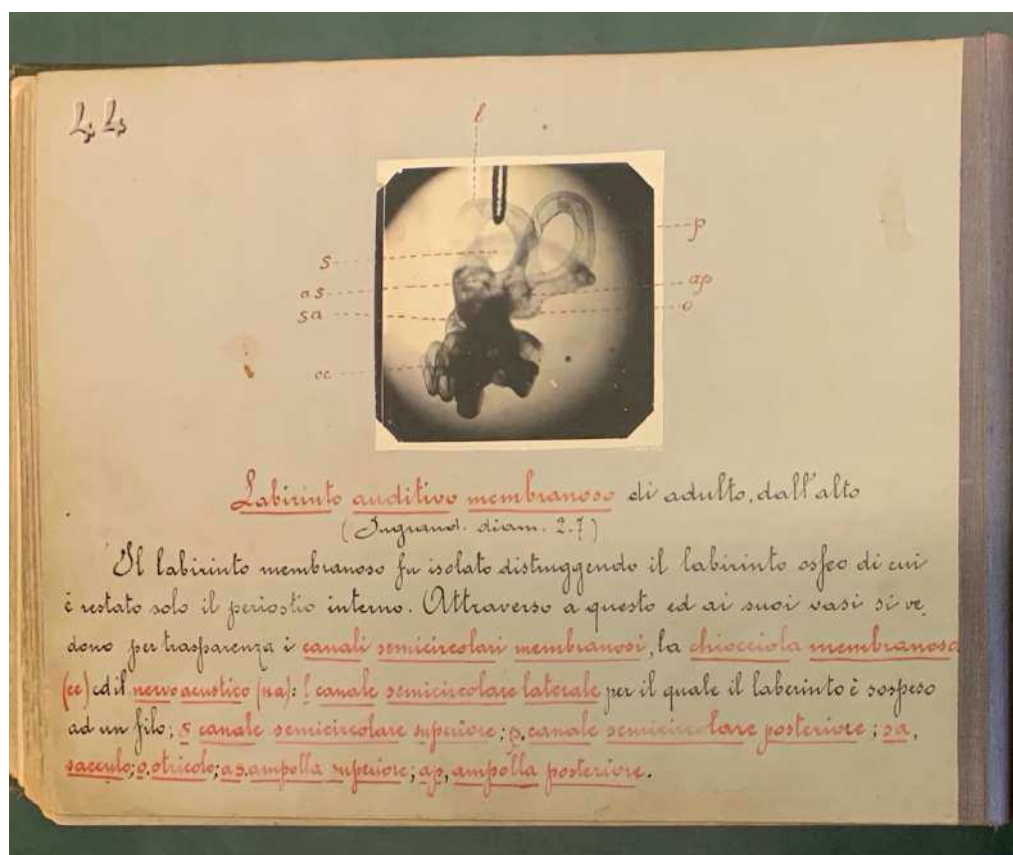 l
p
s
as
ap
sa
o
cc
Labirinto auditivo membranoso di adulto, dall'alto
(Ingrand. diam. 2.7)
Il labirinto membranoso fu isolato distruggendo il labirinto osseo di cui
è restato solo il periostio interno. Attraverso a questo ed ai suoi vasi si ve
dono per trasparenza i canali semicircolari membranosi, la chiocciola membranosa
(cc) ed il nervo acustico (na): l canale semicircolare laterale per il quale il laberinto è sospeso
ad un filo; s canale semicircolare superiore; p, canale semicircolare posteriore; sa,
sacculo; o, otricolo; as, ampolla superiore; ap, ampolla posteriore.